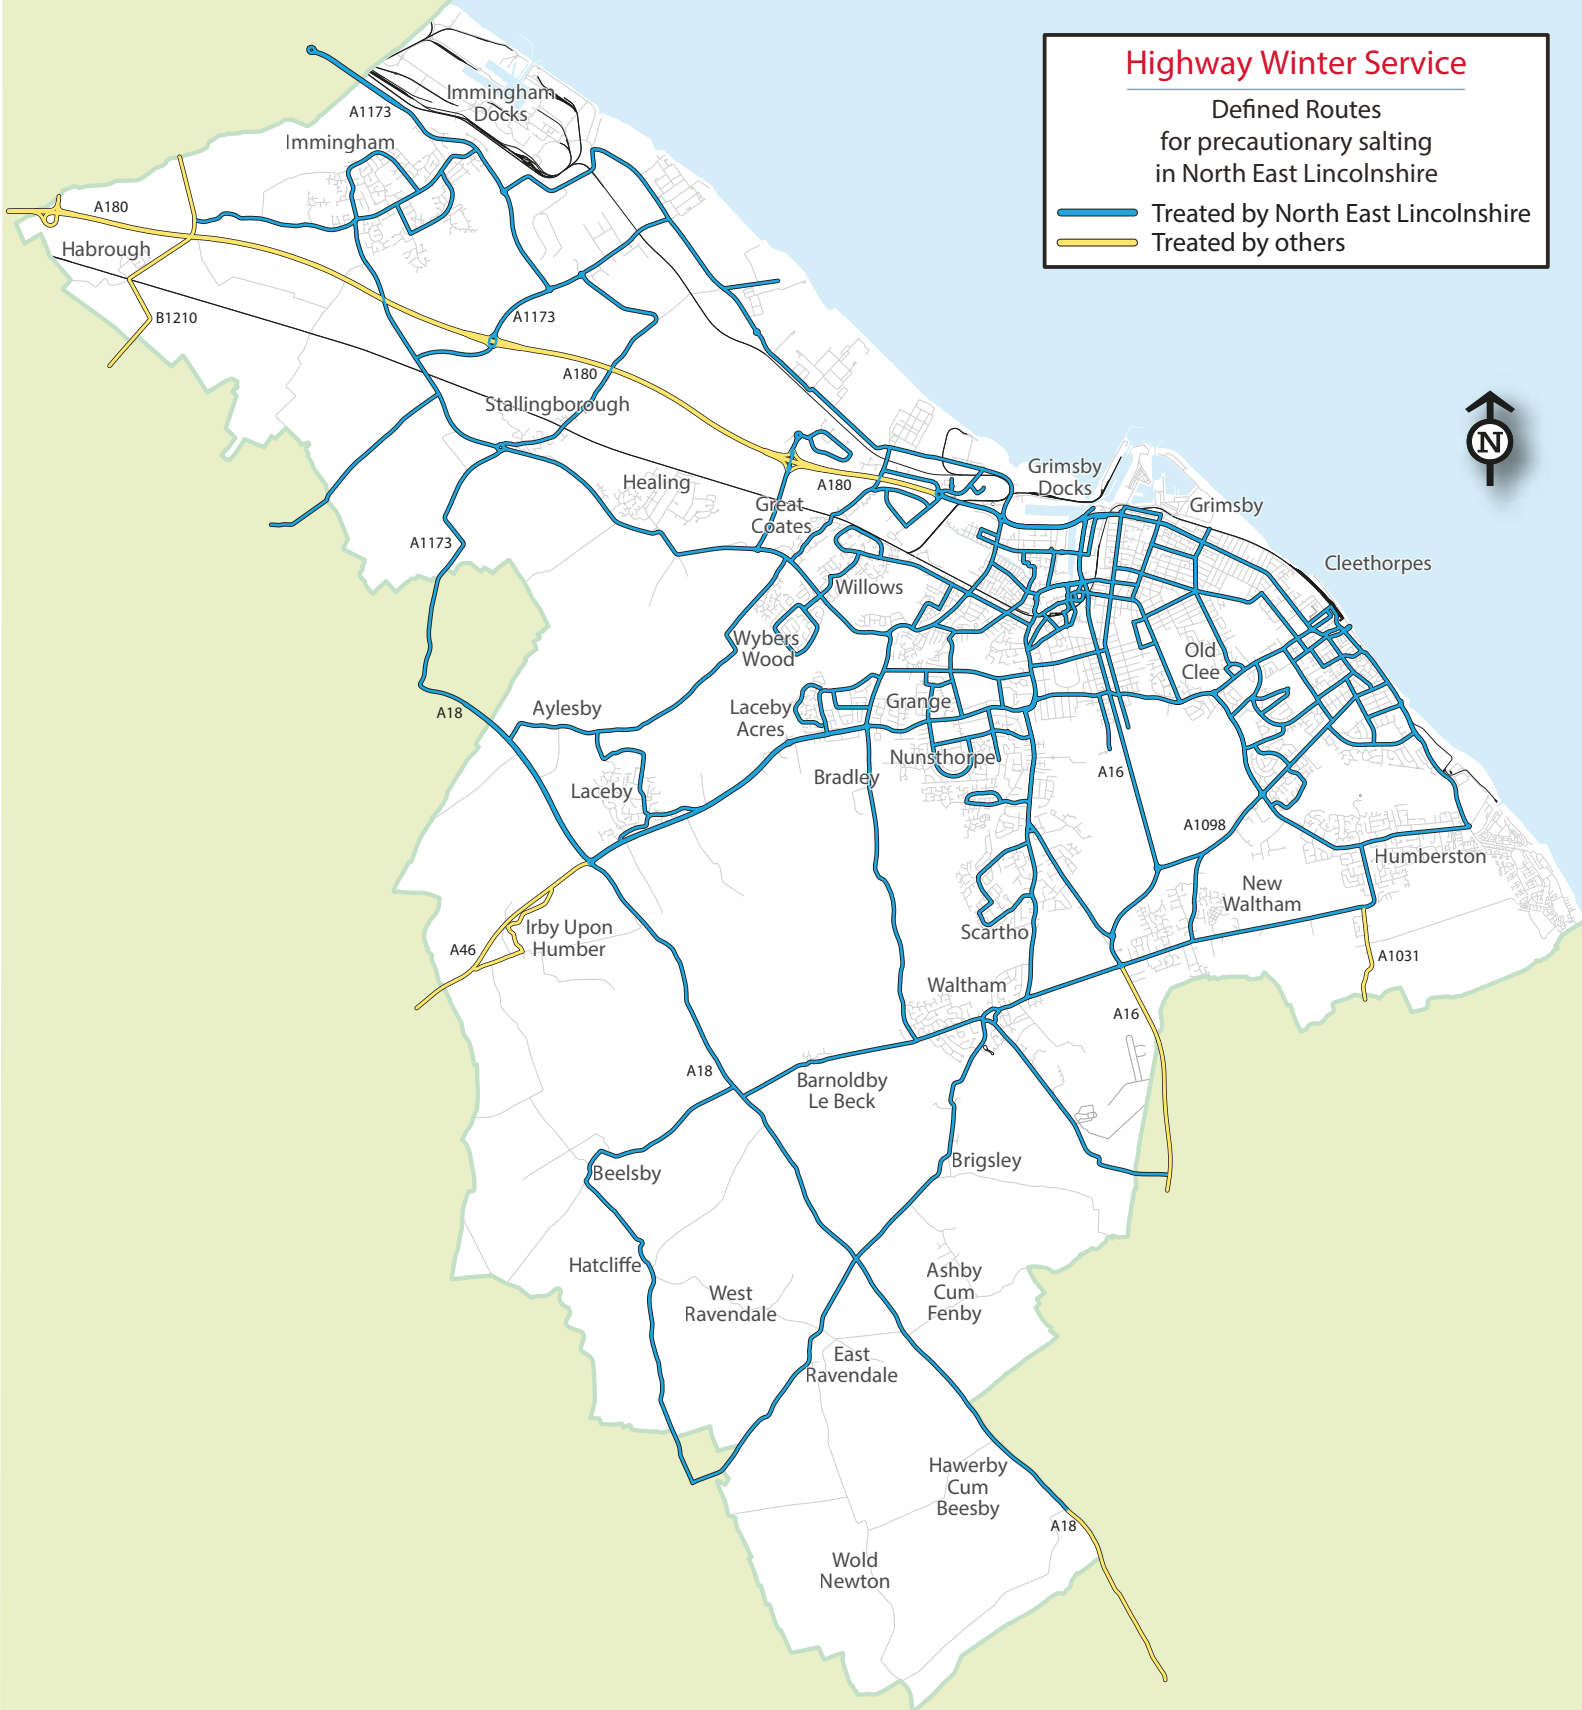 Highway Winter Service
Defined Routes
for precautionary salting
in North East Lincolnshire
Treated by North East Lincolnshire
Treated by others
Immingham
Docks
A1173
Immingham
A180
Habrough
B1210
A1173
A180
Stallingborough
Healing
A180
Great
Coates
Grimsby
Docks
Grimsby
N
A1173
Cleethorpes
Willows
Wybers
Wood
Old
Clee
A18
Aylesby
Laceby
Acres
Grange
Nunsthorpe
Bradley
A16
Laceby
A1098
Humberston
New
Waltham
Irby Upon
Humber
A46
Scartho
A1031
Waltham
A16
A18
Barnoldby
Le Beck
Brigsley
Beelsby
Hatcliffe
West
Ravendale
Ashby
Cum
Fenby
East
Ravendale
Hawerby
Cum
Beesby
A18
Wold
Newton